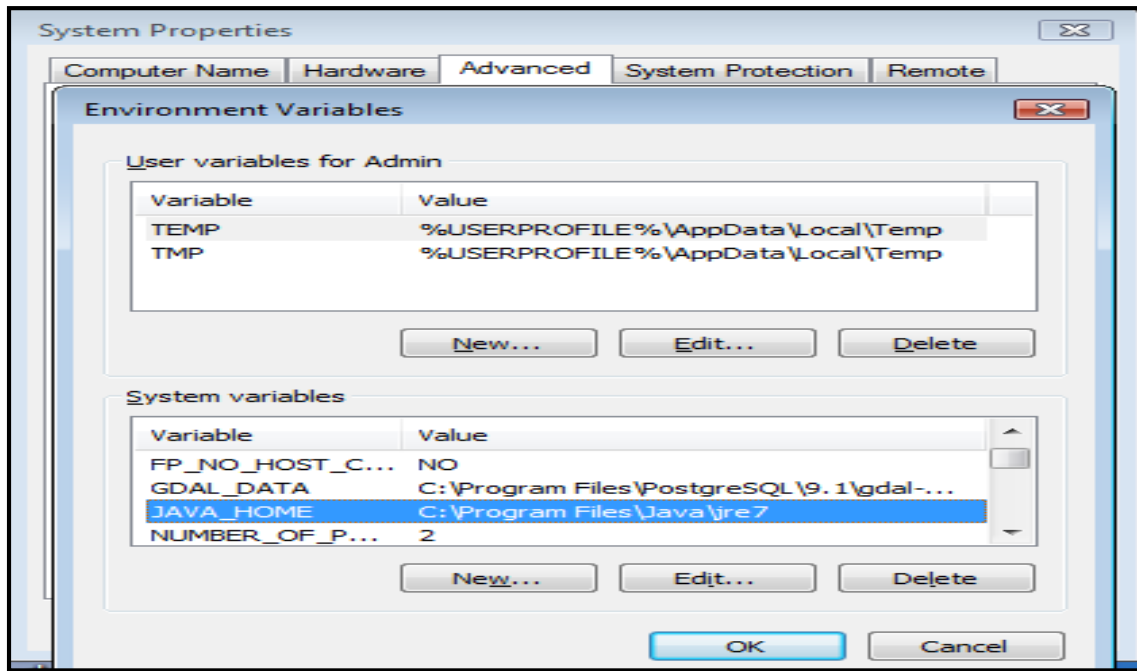 System Properties
Computer Name Hardware Advanced System Protection Remote
Environment Variables
User variables for Admin
Variable Value
TEMP %USERPROFILE%\AppData\Local\Temp
TMP %USERPROFILE%\AppData\Local\Temp
New... Edit... Delete
System variables
Variable Value
FP_NO_HOST_C... NO
GDAL_DATA C:\Program Files\PostgreSQL\9.1\gdal-...
JAVA_HOME C:\Program Files\Java\jre7
NUMBER_OF_P... 2
New... Edit... Delete
OK Cancel